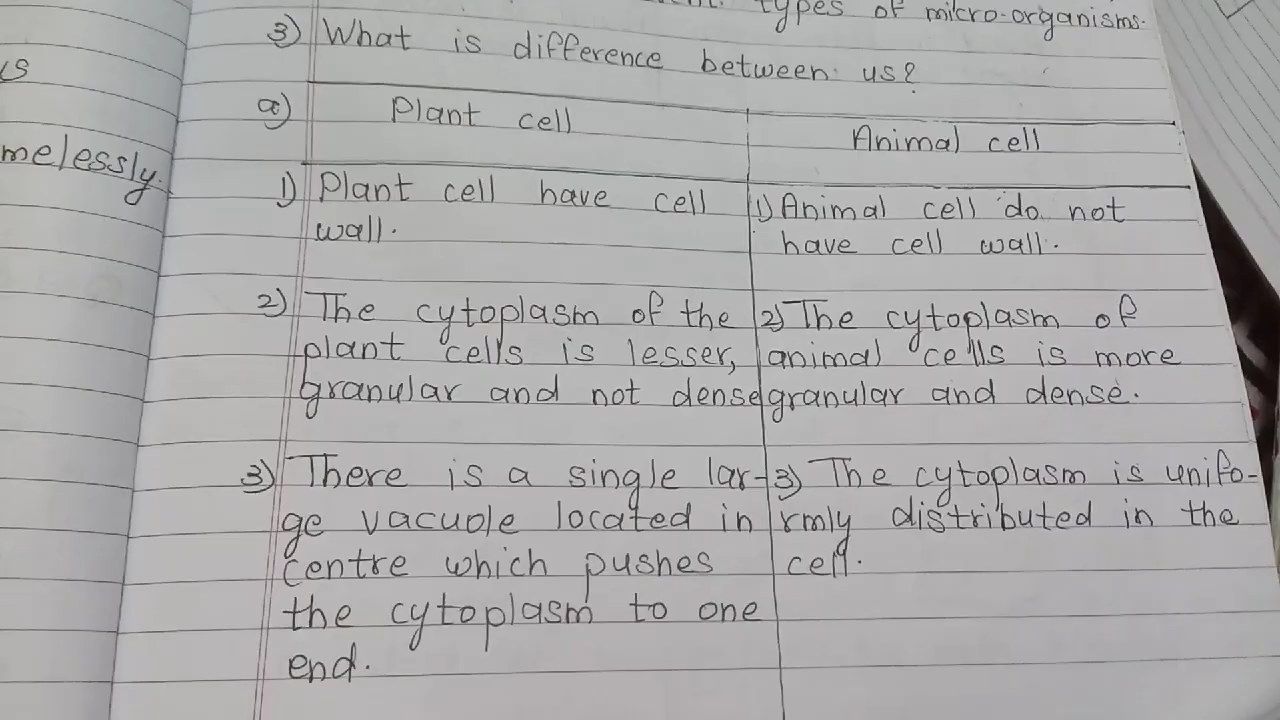 types of micro-organisms.
3) What is difference between us?
s
a) Plant cell
Animal cell
melessly.
1) Plant cell have cell
wall.
1) Animal cell do not
have cell wall.
2) The cytoplasm of the
plant cells is lesser,
granular and not dense
2) The cytoplasm of
animal cells is more
granular and dense.
3) There is a single lar-
ge vacuole located in
centre which pushes
the cytoplasm to one
end.
3) The cytoplasm is unifo-
rmly distributed in the
cell.